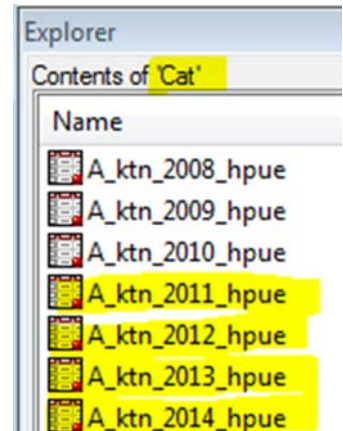 Explorer
Contents of 'Cat'
Name
A_ktn_2008_hpue
A_ktn_2009_hpue
A_ktn_2010_hpue
A_ktn_2011_hpue
A_ktn_2012_hpue
A_ktn_2013_hpue
A_ktn_2014_hpue